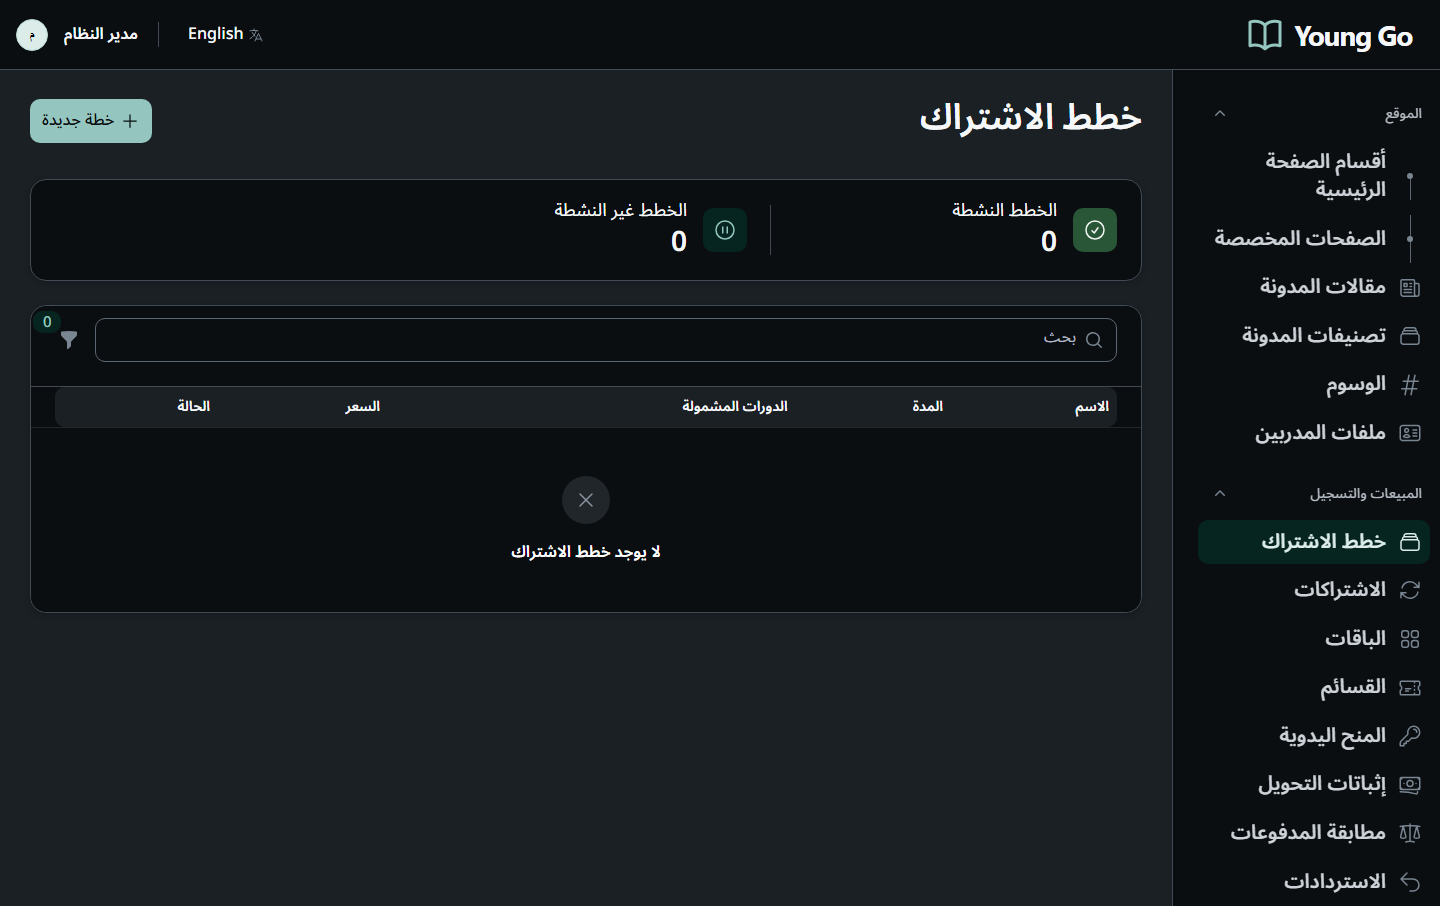 Young Go
English
مدير النظام
م
الموقع
أقسام الصفحة
الرئيسية
الصفحات المخصصة
مقالات المدونة
تصنيفات المدونة
الوسوم
ملفات المدربين
المبيعات والتسجيل
خطط الاشتراك
الاشتراكات
الباقات
القسائم
المنح اليدوية
إثباتات التحويل
مطابقة المدفوعات
الاستردادات
خطط الاشتراك
خطة جديدة
الخطط النشطة
0
الخطط غير النشطة
0
بحث
0
الاسم المدة الدورات المشمولة السعر الحالة
لا يوجد خطط الاشتراك